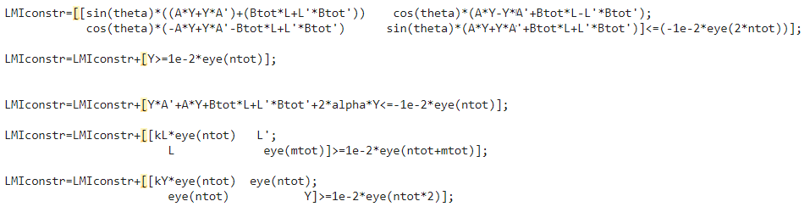 LMIconstr=[[sin(theta)*((A*Y+Y*A')+(Btot*L+L'*Btot')) cos(theta)*(A*Y-Y*A'+Btot*L-L'*Btot');
cos(theta)*(-A*Y+Y*A'-Btot*L+L'*Btot') sin(theta)*(A*Y+Y*A'+Btot*L+L'*Btot')]<=(-1e-2*eye(2*ntot))];
LMIconstr=LMIconstr+[Y>=1e-2*eye(ntot)];
LMIconstr=LMIconstr+[Y*A'+A*Y+Btot*L+L'*Btot'+2*alpha*Y<=-1e-2*eye(ntot)];
LMIconstr=LMIconstr+[[kL*eye(ntot) L';
L eye(mtot)]>=1e-2*eye(ntot+mtot)];
LMIconstr=LMIconstr+[[kY*eye(ntot) eye(ntot);
eye(ntot) Y]>=1e-2*eye(ntot*2)];